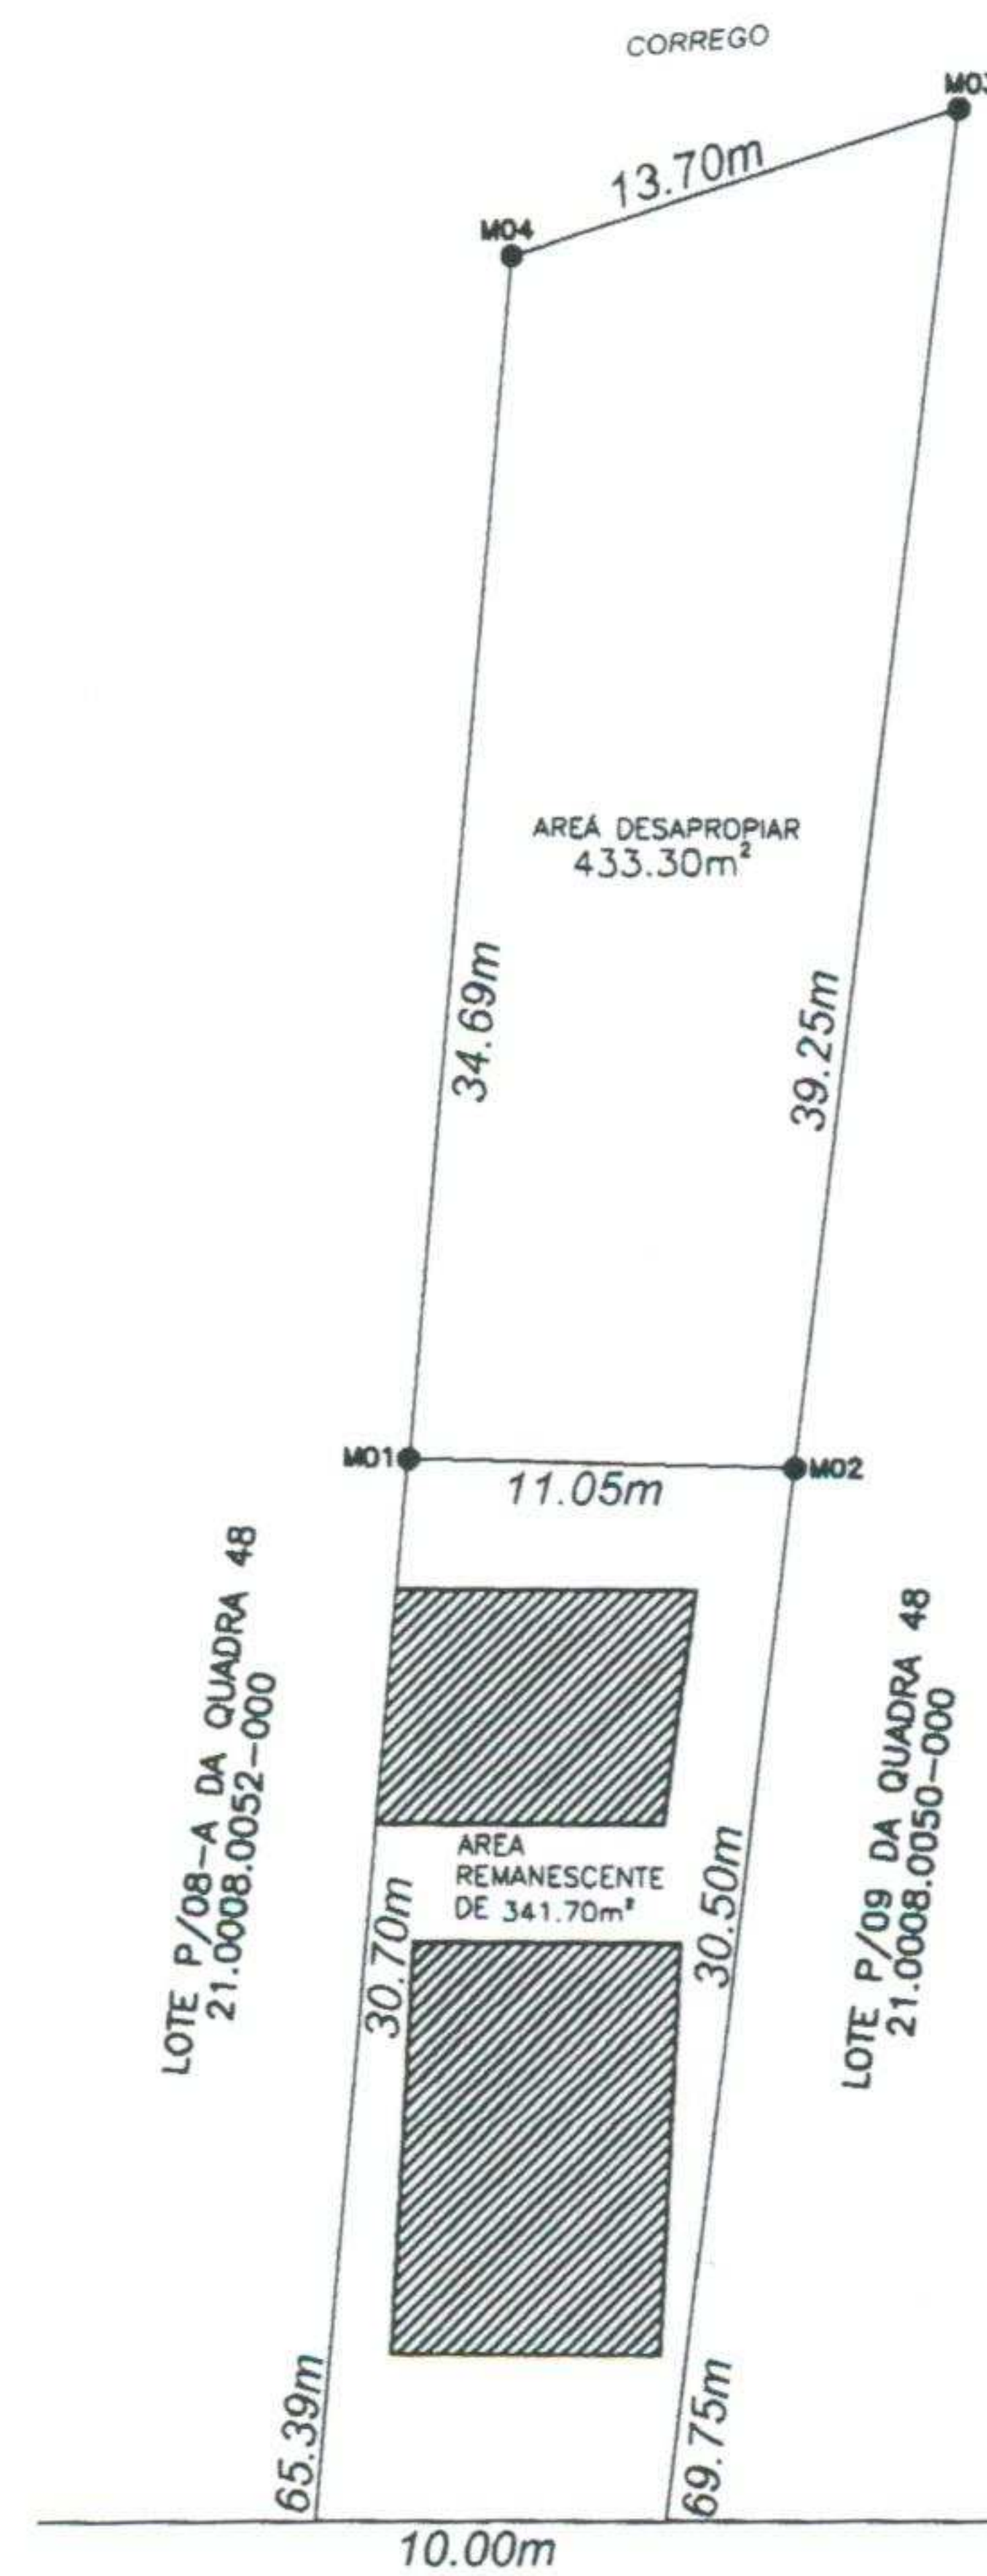 CORREGO
M03
13.70m
M04
AREÁ DESAPROPIAR
433.30m²
34.69m
39.25m
M01
M02
11.05m
LOTE P/08-A DA QUADRA 48
21.0008.0052-000
LOTE P/09 DA QUADRA 48
21.0008.0050-000
AREA
REMANESCENTE
DE 341.70m²
30.70m
30.50m
65.39m
69.75m
10.00m